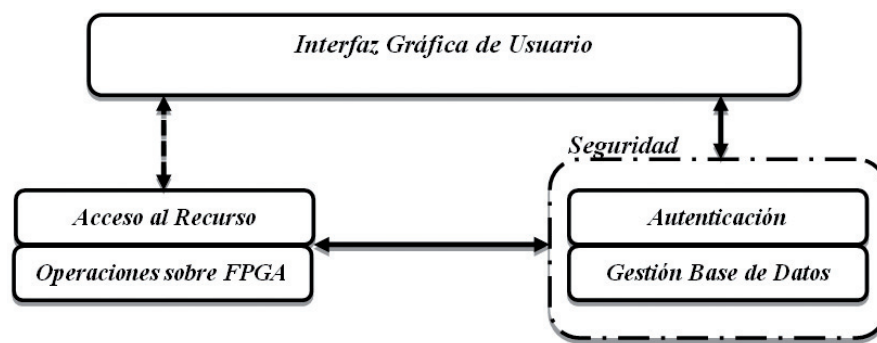 Interfaz Gráfica de Usuario
Seguridad
Acceso al Recurso
Autenticación
Operaciones sobre FPGA
Gestión Base de Datos